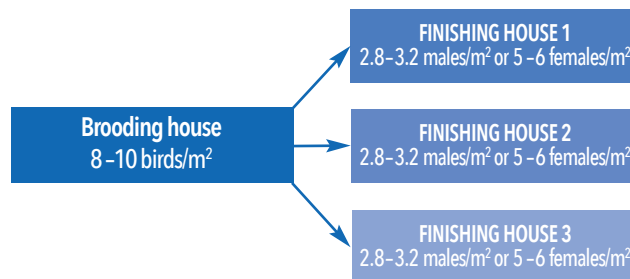 Brooding house
8–10 birds/m²
FINISHING HOUSE 1
2.8–3.2 males/m² or 5–6 females/m²
FINISHING HOUSE 2
2.8–3.2 males/m² or 5–6 females/m²
FINISHING HOUSE 3
2.8–3.2 males/m² or 5–6 females/m²